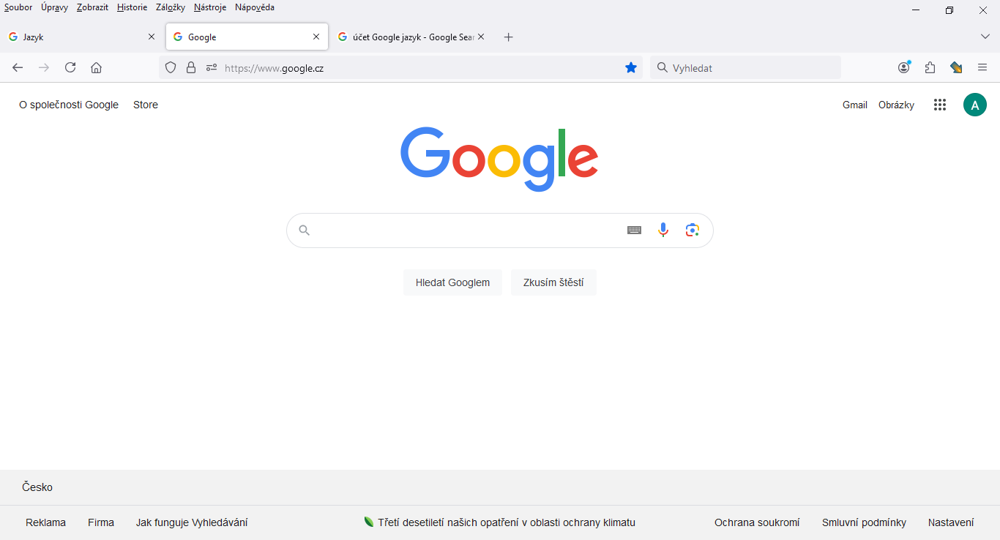 Soubor Úpravy Zobrazit Historie Záložky Nástroje Nápověda
Jazyk Google účet Google jazyk - Google Sear
https://www.google.cz Vyhledat
O společnosti Google Store Gmail Obrázky A
Google
Hledat Googlem Zkusím štěstí
Česko
Reklama Firma Jak funguje Vyhledávání Třetí desetiletí našich opatření v oblasti ochrany klimatu Ochrana soukromí Smluvní podmínky Nastavení